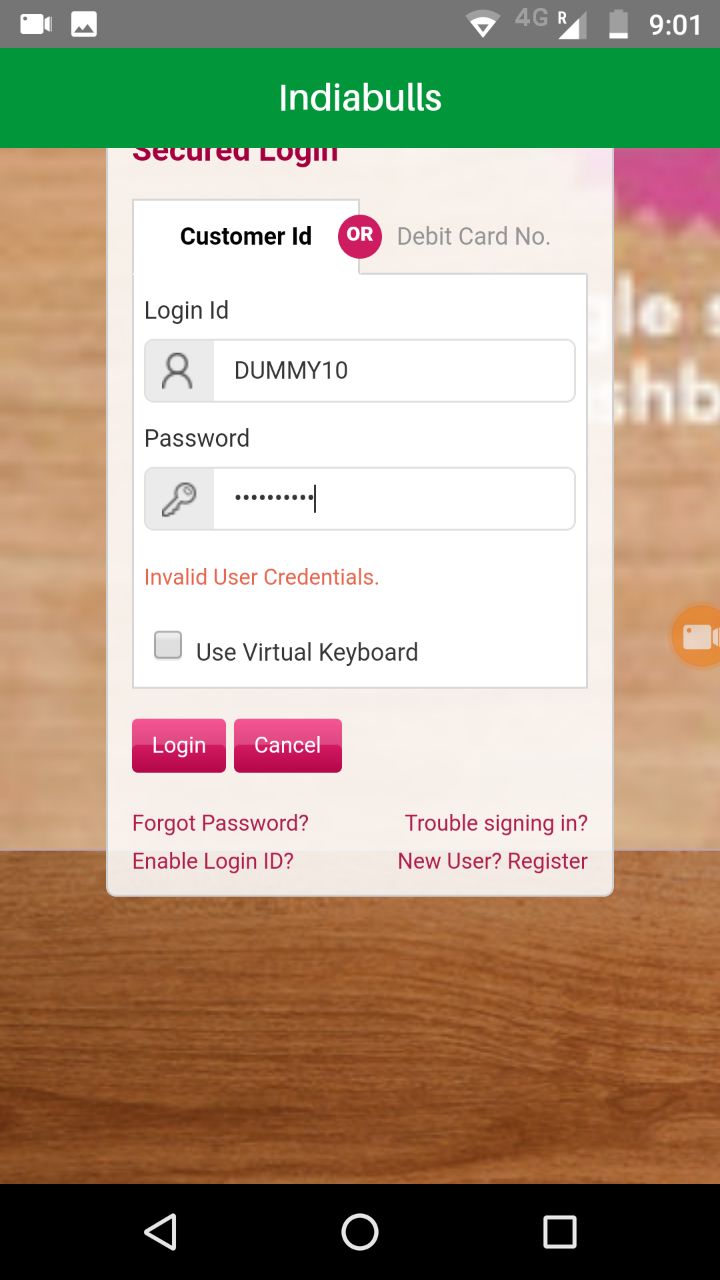 4G R 9:01
Indiabulls
Secured Login
Customer Id OR Debit Card No.
Login Id
DUMMY10
Password
••••••••••
Invalid User Credentials.
Use Virtual Keyboard
Login Cancel
Forgot Password? Trouble signing in?
Enable Login ID? New User? Register